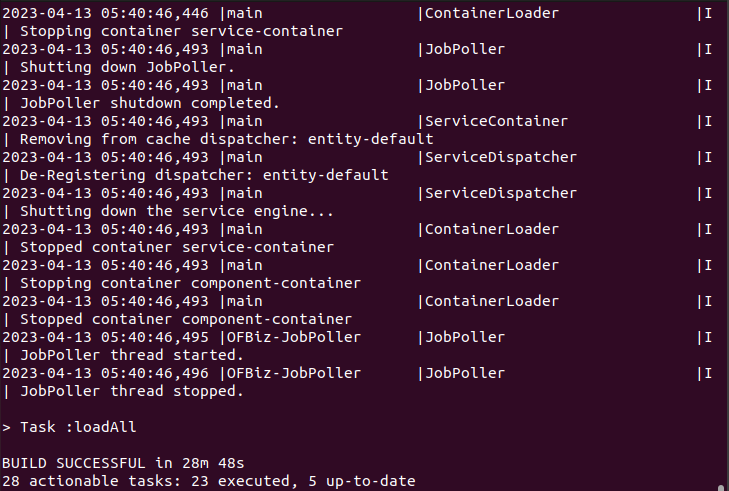 2023-04-13 05:40:46,446 |main                 |ContainerLoader               |I
| Stopping container service-container
2023-04-13 05:40:46,493 |main                 |JobPoller                     |I
| Shutting down JobPoller.
2023-04-13 05:40:46,493 |main                 |JobPoller                     |I
| JobPoller shutdown completed.
2023-04-13 05:40:46,493 |main                 |ServiceContainer              |I
| Removing from cache dispatcher: entity-default
2023-04-13 05:40:46,493 |main                 |ServiceDispatcher             |I
| De-Registering dispatcher: entity-default
2023-04-13 05:40:46,493 |main                 |ServiceDispatcher             |I
| Shutting down the service engine...
2023-04-13 05:40:46,493 |main                 |ContainerLoader               |I
| Stopped container service-container
2023-04-13 05:40:46,493 |main                 |ContainerLoader               |I
| Stopping container component-container
2023-04-13 05:40:46,493 |main                 |ContainerLoader               |I
| Stopped container component-container
2023-04-13 05:40:46,495 |OFBiz-JobPoller      |JobPoller                     |I
| JobPoller thread started.
2023-04-13 05:40:46,496 |OFBiz-JobPoller      |JobPoller                     |I
| JobPoller thread stopped.
> Task :loadAll
BUILD SUCCESSFUL in 28m 48s
28 actionable tasks: 23 executed, 5 up-to-date